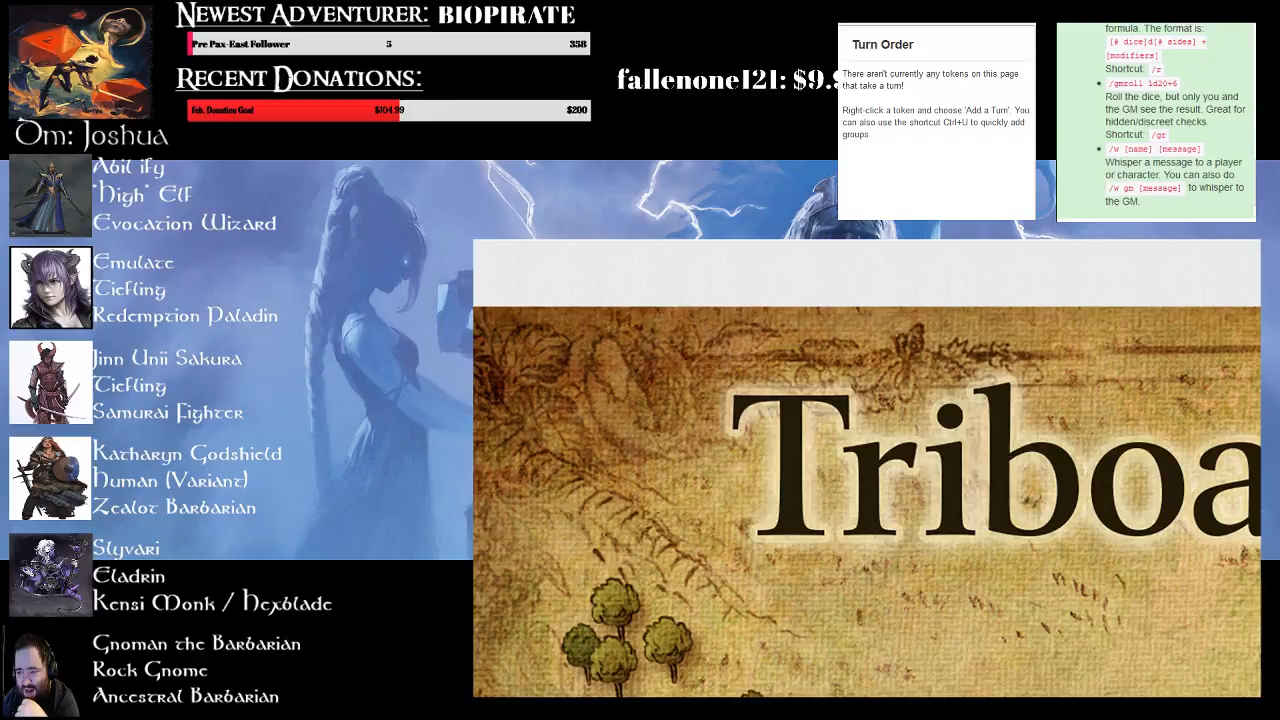 Newest Adventurer: BIOPIRATE
Pre Pax-East Follower 5 358
Recent Donations:
fallenone121: $9.9
Feb. Donation Goal $104.99 $200
Dm: Joshua
Abil ify
"High" Elf
Evocation Wizard
Emulate
Tiefling
Redemption Paladin
Jinn Unii Sakura
Tiefling
Samurai Fighter
Katharyn Godshield
Human (Variant)
Zealot Barbarian
Slyvari
Eladrin
Kensi Monk / Hexblade
Gnoman the Barbarian
Rock Gnome
Ancestral Barbarian
Turn Order
There aren't currently any tokens on this page
that take a turn!
Right-click a token and choose 'Add a Turn'. You
can also use the shortcut Ctrl+U to quickly add
groups
formula. The format is:
[# dice]d[# sides] +
[modifiers]
Shortcut: /r
/gmroll 1d20+6
Roll the dice, but only you and
the GM see the result. Great for
hidden/discreet checks.
Shortcut: /gr
/w [name] [message]
Whisper a message to a player
or character. You can also do
/w gm [message] to whisper to
the GM.
Triboa